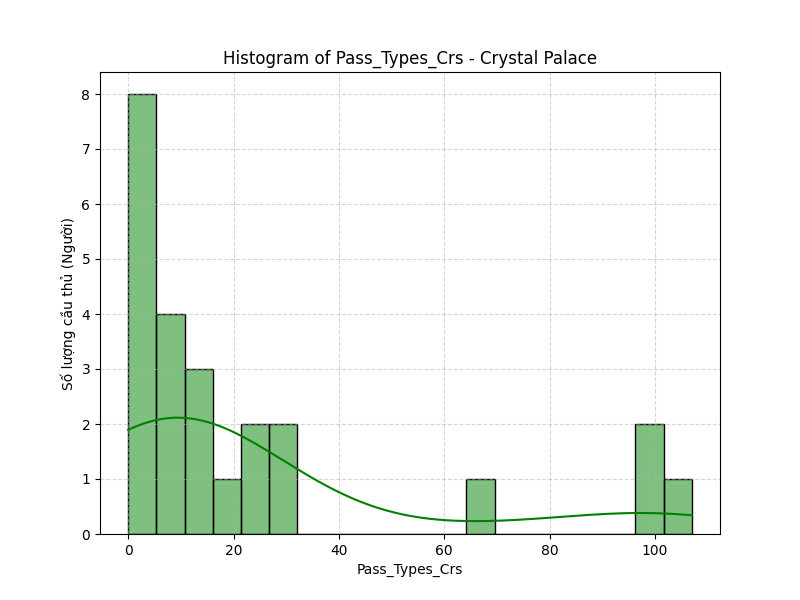 Histogram of Pass_Types_Crs - Crystal Palace
Số lượng cầu thủ (Người)
8
7
6
5
4
3
2
1
0
0 20 40 60 80 100
Pass_Types_Crs